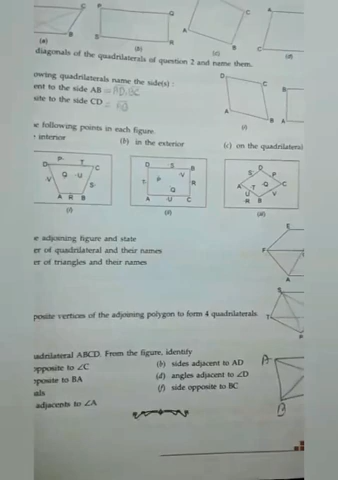 (a) (b) (c) (d)
diagonals of the quadrilaterals of question 2 and name them.
owing quadrilaterals name the side(s) :
ent to the side AB = AD, BC
site to the side CD = AB
(i)
e following points in each figure.
interior (b) in the exterior (c) on the quadrilateral
(i) (ii) (iii)
e adjoining figure and state
er of quadrilateral and their names
er of triangles and their names
posite vertices of the adjoining polygon to form 4 quadrilaterals.
uadrilateral ABCD. From the figure, identify
opposite to ∠C (b) sides adjacent to AD
opposite to BA (d) angles adjacent to ∠D
als (f) side opposite to BC
adjacents to ∠A
A
B